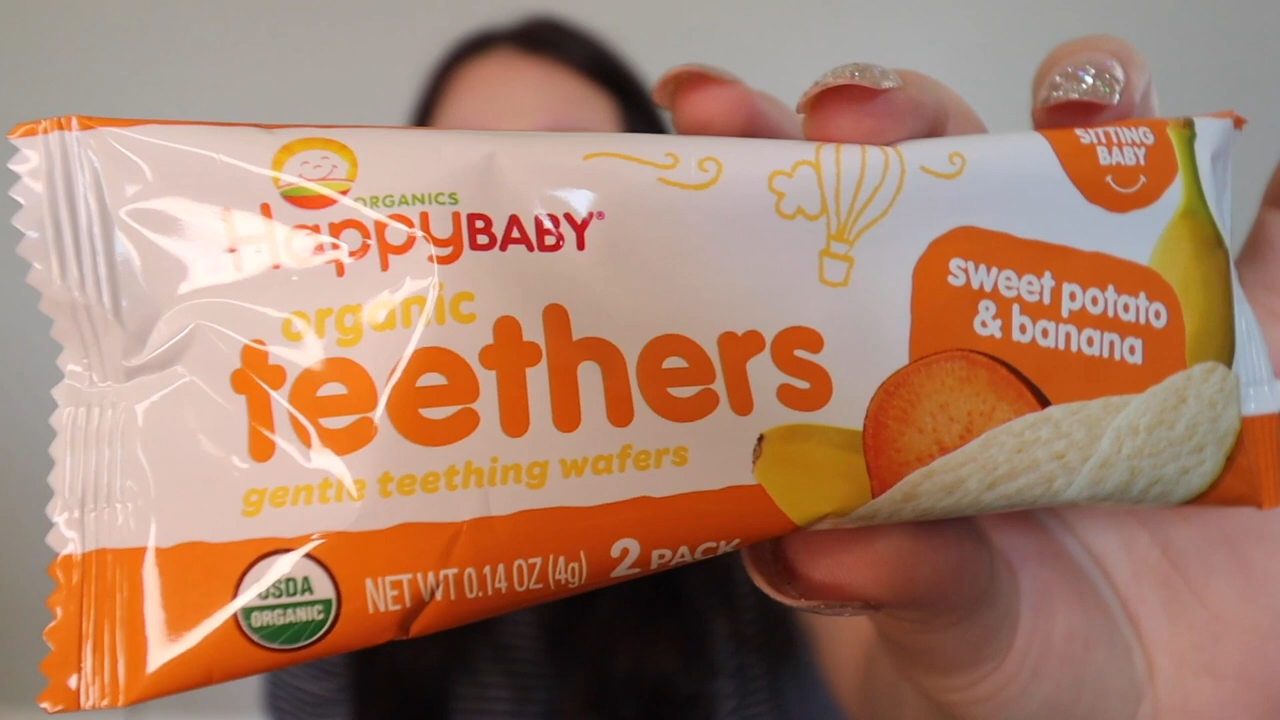 ORGANICS
HappyBABY®
organic
teethers
gentle teething wafers
USDA
ORGANIC
NET WT 0.14 OZ (4g) 2 PACK
SITTING
BABY
sweet potato
& banana